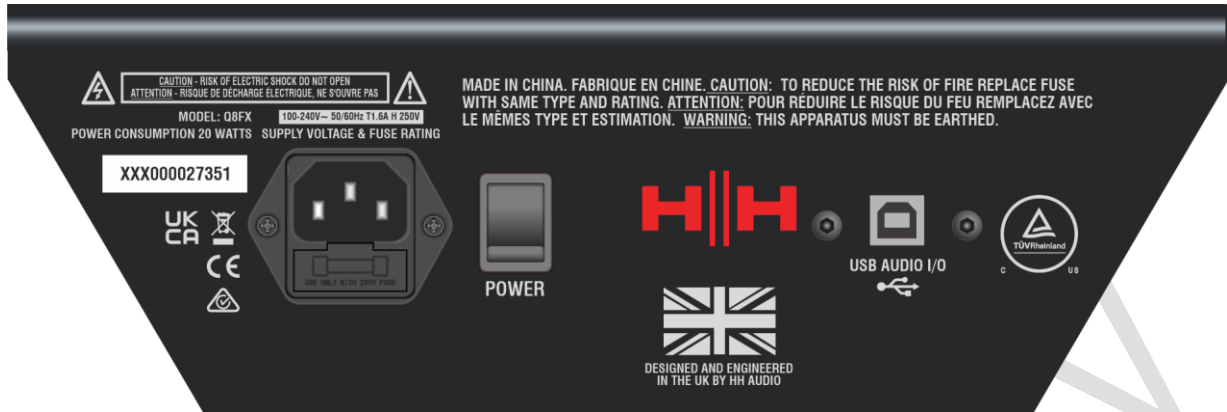 CAUTION - RISK OF ELECTRIC SHOCK DO NOT OPEN
ATTENTION - RISQUE DE DÉCHARGE ÉLECTRIQUE, NE S'OUVRE PAS
MODEL: Q8FX
100-240V~ 50/60Hz T1.6A H 250V
POWER CONSUMPTION 20 WATTS
SUPPLY VOLTAGE & FUSE RATING
MADE IN CHINA. FABRIQUE EN CHINE. CAUTION: TO REDUCE THE RISK OF FIRE REPLACE FUSE
WITH SAME TYPE AND RATING. ATTENTION: POUR RÉDUIRE LE RISQUE DU FEU REMPLACEZ AVEC
LE MÊMES TYPE ET ESTIMATION. WARNING: THIS APPARATUS MUST BE EARTHED.
XXX000027351
UK
CA
CE
USE ONLY WITH 250V FUSE
POWER
HH
USB AUDIO I/O
TÜVRheinland
C US
DESIGNED AND ENGINEERED
IN THE UK BY HH AUDIO